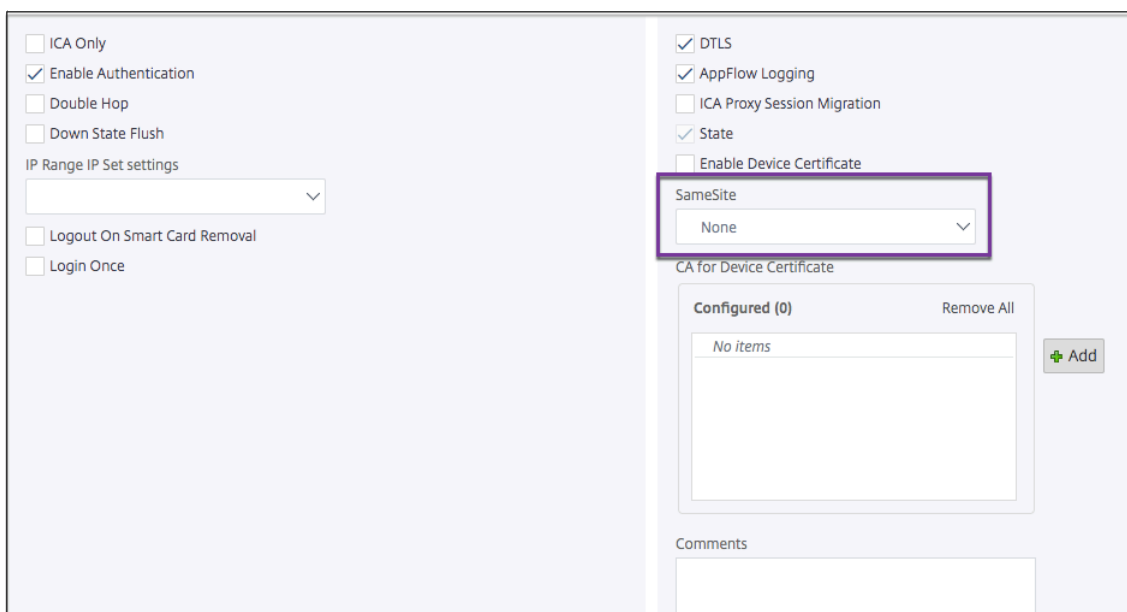 ICA Only
Enable Authentication
Double Hop
Down State Flush
IP Range IP Set settings
Logout On Smart Card Removal
Login Once
DTLS
AppFlow Logging
ICA Proxy Session Migration
State
Enable Device Certificate
SameSite
None
CA for Device Certificate
Configured (0) Remove All
No items
Add
Comments